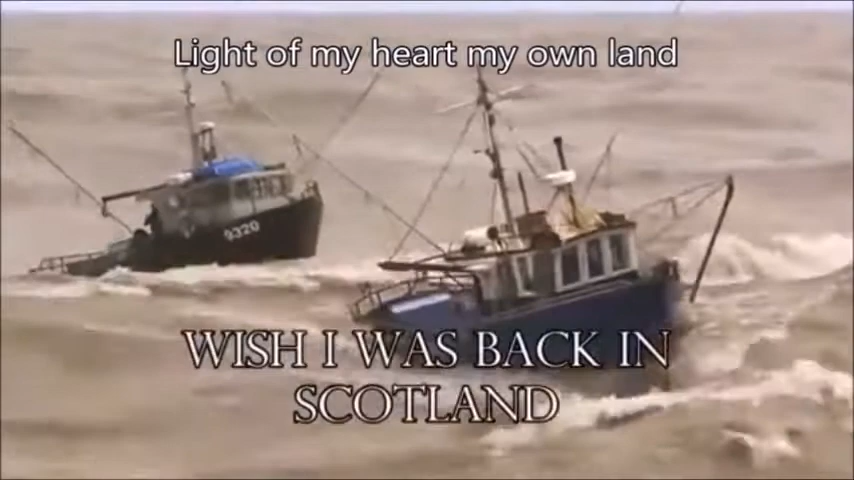 Light of my heart my own land
9320
WISH I WAS BACK IN
SCOTLAND